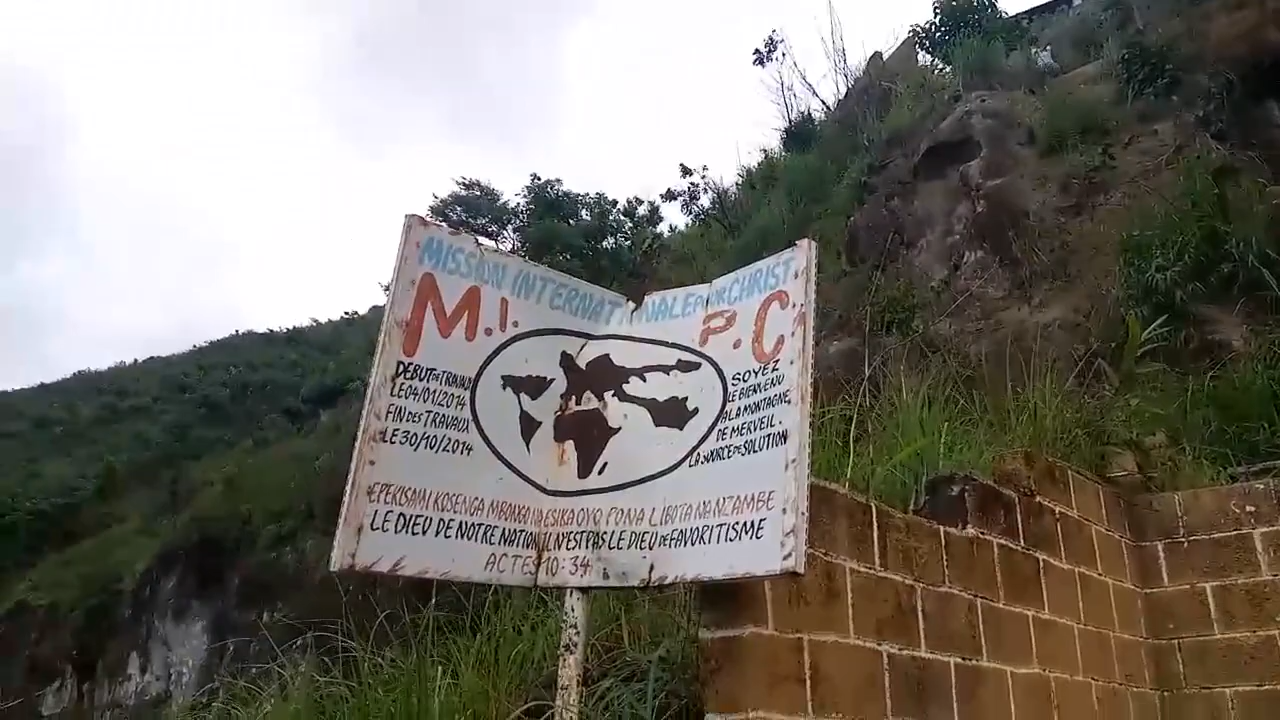 MISSION INTERNATIONALE POUR CHRIST.
M.I. P.C
DEBUT DE TRAVAUX
LE 04/01/2014
FIN DES TRAVAUX
LE 30/10/2014
SOYEZ
LE BIENVENU
A LA MONTAGNE
DE MERVEIL.
LA SOURCE DE SOLUTION
EPEKISAMI KOSENGA MBONGO NA ESIKA OYO PONA LIBOTA NA NZAMBE
LE DIEU DE NOTRE NATION IL N'EST PAS LE DIEU DE FAVORITISME
ACTES 10:34